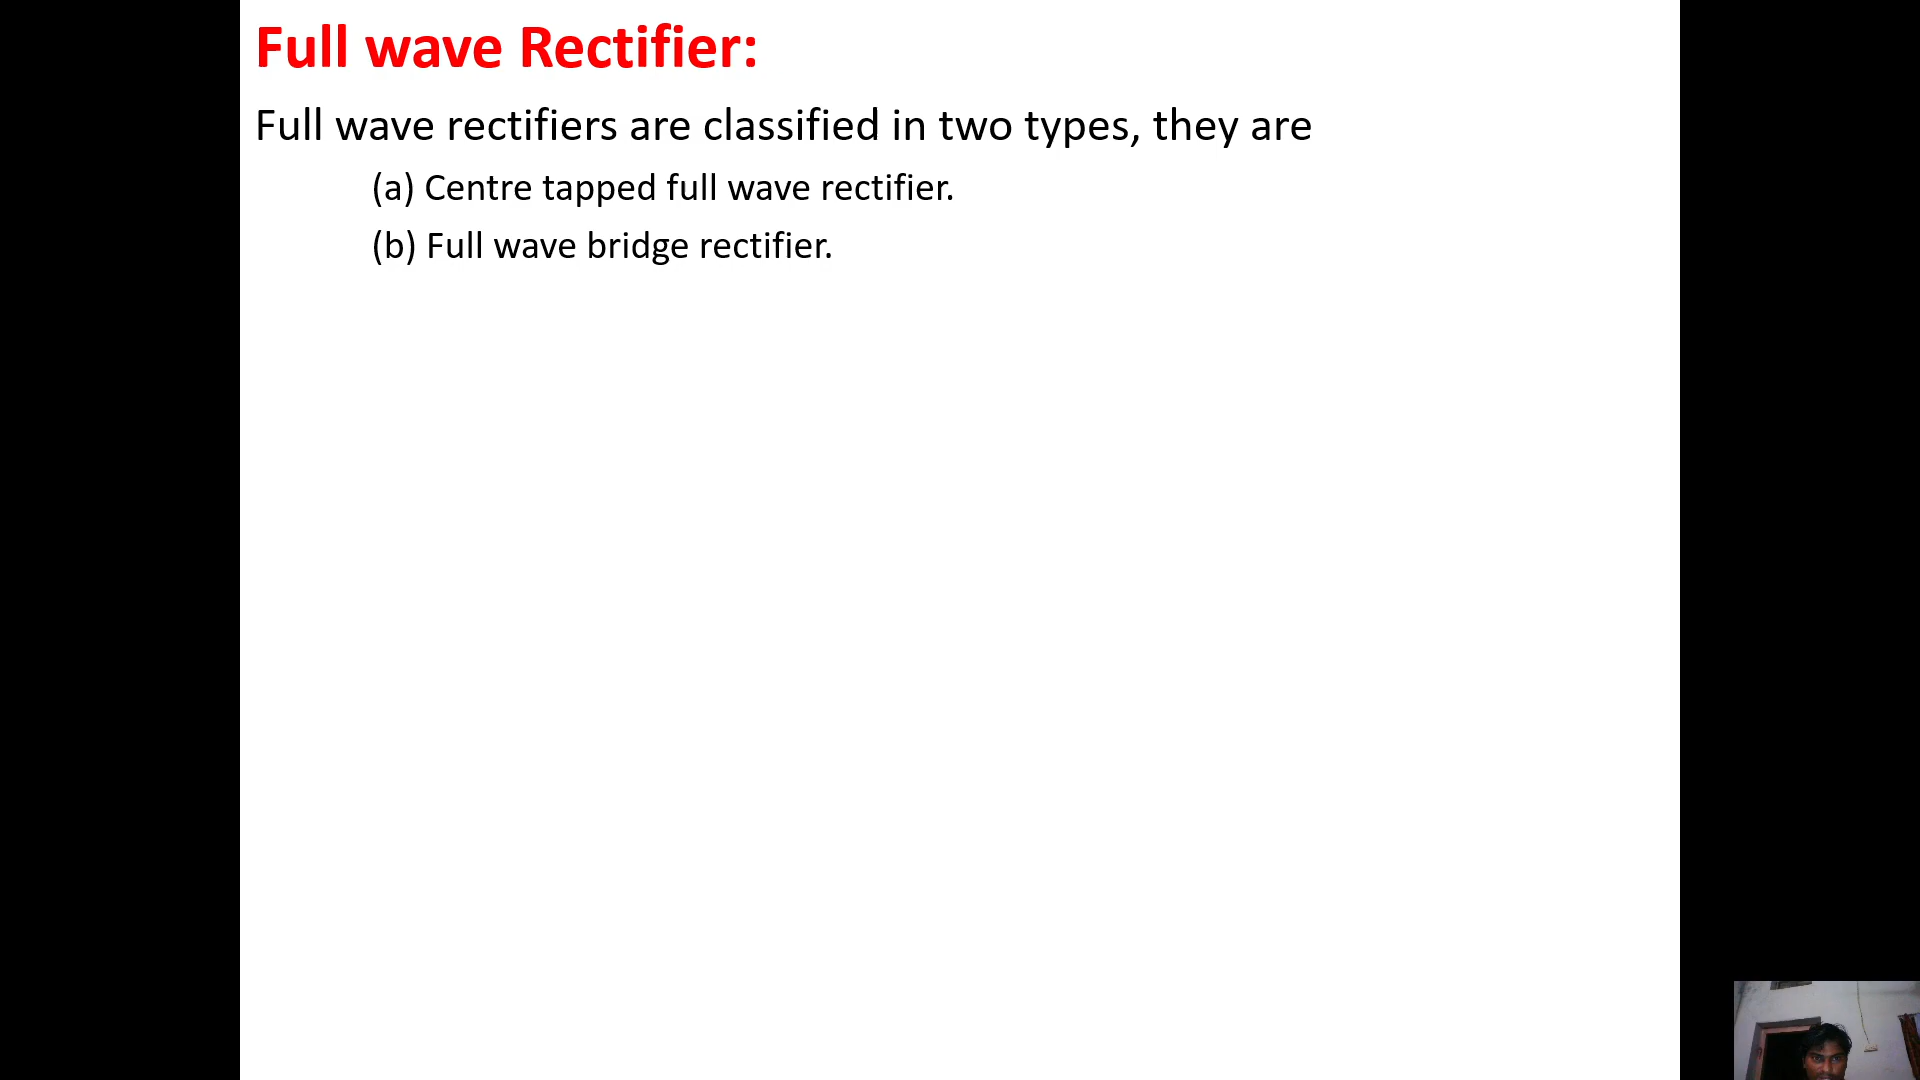 Full wave Rectifier:
Full wave rectifiers are classified in two types, they are
(a) Centre tapped full wave rectifier.
(b) Full wave bridge rectifier.